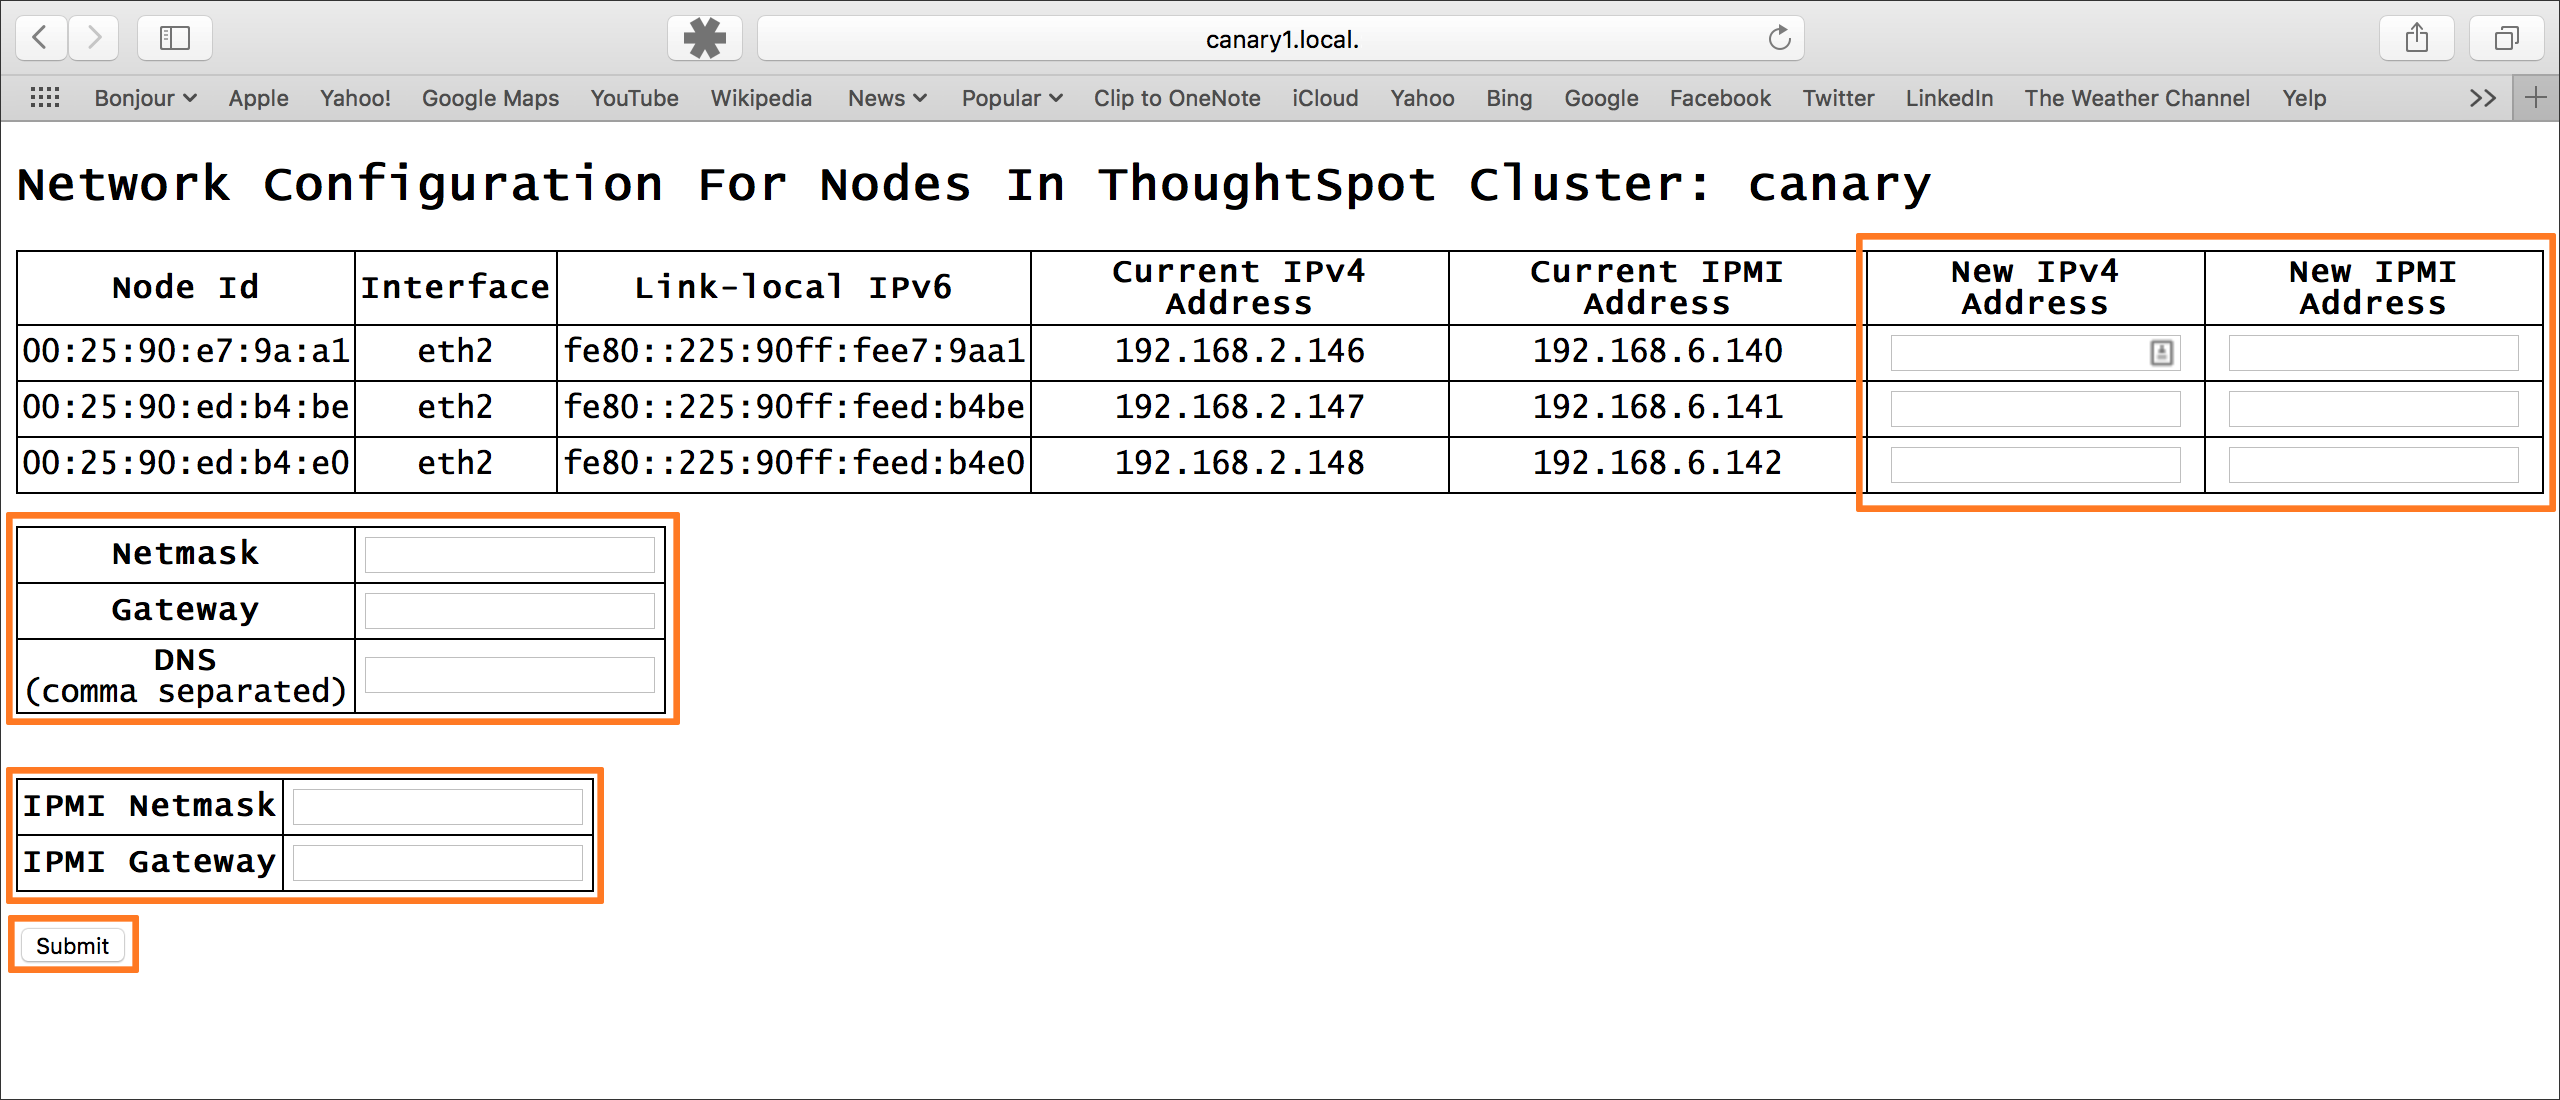 canary1.local.
Bonjour Apple Yahoo! Google Maps YouTube Wikipedia News Popular Clip to OneNote iCloud Yahoo Bing Google Facebook Twitter LinkedIn The Weather Channel Yelp
Network Configuration For Nodes In ThoughtSpot Cluster: canary
Node Id Interface Link-local IPv6 Current IPv4 Address Current IPMI Address New IPv4 Address New IPMI Address
00:25:90:e7:9a:a1 eth2 fe80::225:90ff:fee7:9aa1 192.168.2.146 192.168.6.140
00:25:90:ed:b4:be eth2 fe80::225:90ff:feed:b4be 192.168.2.147 192.168.6.141
00:25:90:ed:b4:e0 eth2 fe80::225:90ff:feed:b4e0 192.168.2.148 192.168.6.142
Netmask
Gateway
DNS
(comma separated)
IPMI Netmask
IPMI Gateway
Submit